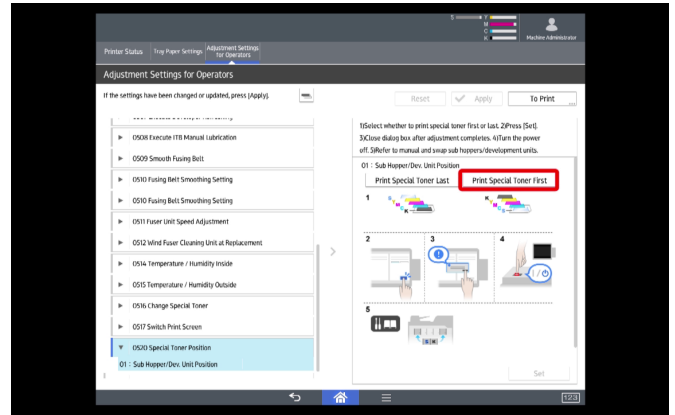 S Y
M
C
K
Machine Administrator
Printer Status Tray Paper Settings Adjustment Settings for Operators
Adjustment Settings for Operators
If the settings have been changed or updated, press [Apply].
Reset Apply To Print
0508 Execute ITB Manual Lubrication
0509 Smooth Fusing Belt
0510 Fusing Belt Smoothing Setting
0510 Fusing Belt Smoothing Setting
0511 Fuser Unit Speed Adjustment
0512 Wind Fuser Cleaning Unit at Replacement
0514 Temperature / Humidity Inside
0515 Temperature / Humidity Outside
0516 Change Special Toner
0517 Switch Print Screen
0520 Special Toner Position
01 : Sub Hopper/Dev. Unit Position
1)Select whether to print special toner first or last. 2)Press [Set].
3)Close dialog box after adjustment completes. 4)Turn the power
off. 5)Refer to manual and swap sub hoppers/development units.
01 : Sub Hopper/Dev. Unit Position
Print Special Toner Last Print Special Toner First
1
2 3 4
5
Set
123